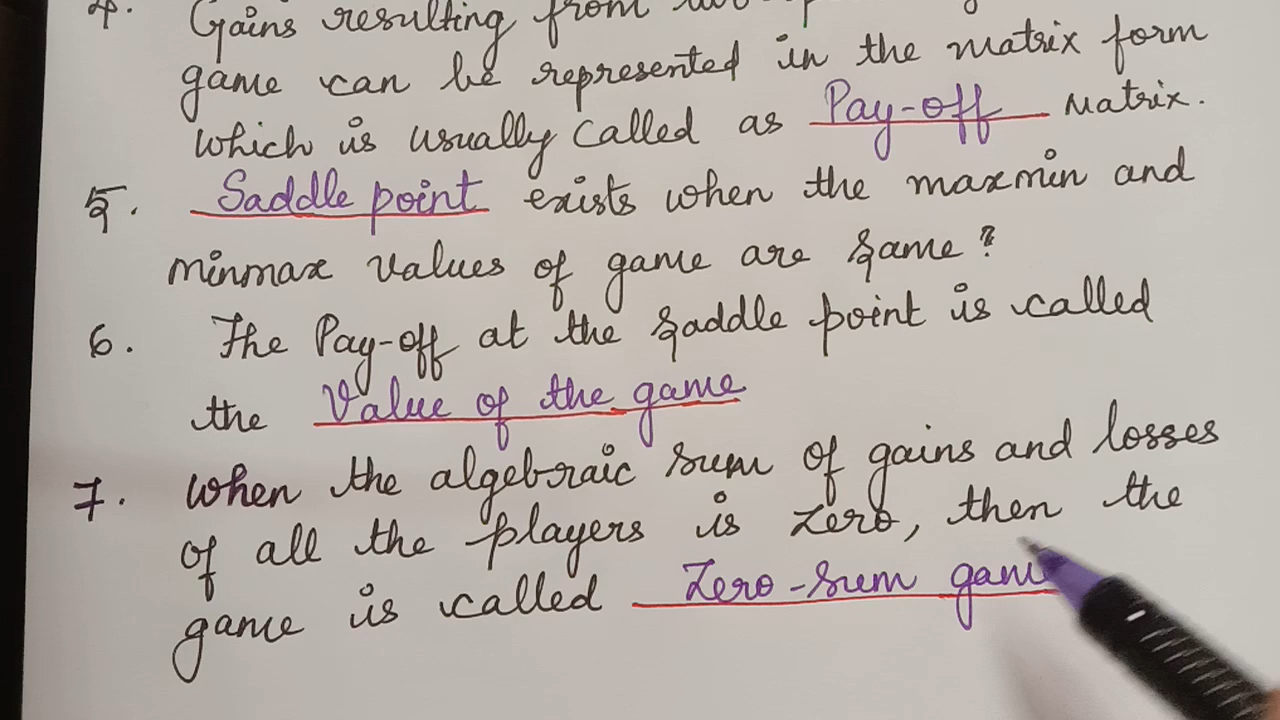 4. Gains resulting from
game can be represented in the matrix form
which is usually called as Pay-off Matrix.
5. Saddle point exists when the maxmin and
minmax values of game are same?
6. The Pay-off at the saddle point is called
the Value of the game
7. When the algebraic sum of gains and losses
of all the players is zero, then the
game is called Zero-sum game